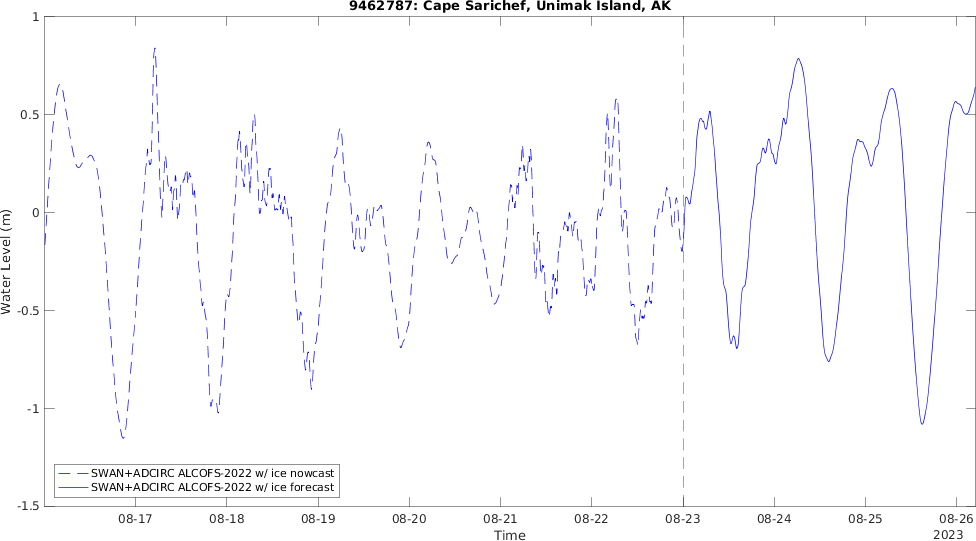 9462787: Cape Sarichef, Unimak Island, AK
1
0.5
0
-0.5
-1
-1.5
Water Level (m)
SWAN+ADCIRC ALCOFS-2022 w/ ice nowcast
SWAN+ADCIRC ALCOFS-2022 w/ ice forecast
08-17 08-18 08-19 08-20 08-21 08-22 08-23 08-24 08-25 08-26
Time
2023